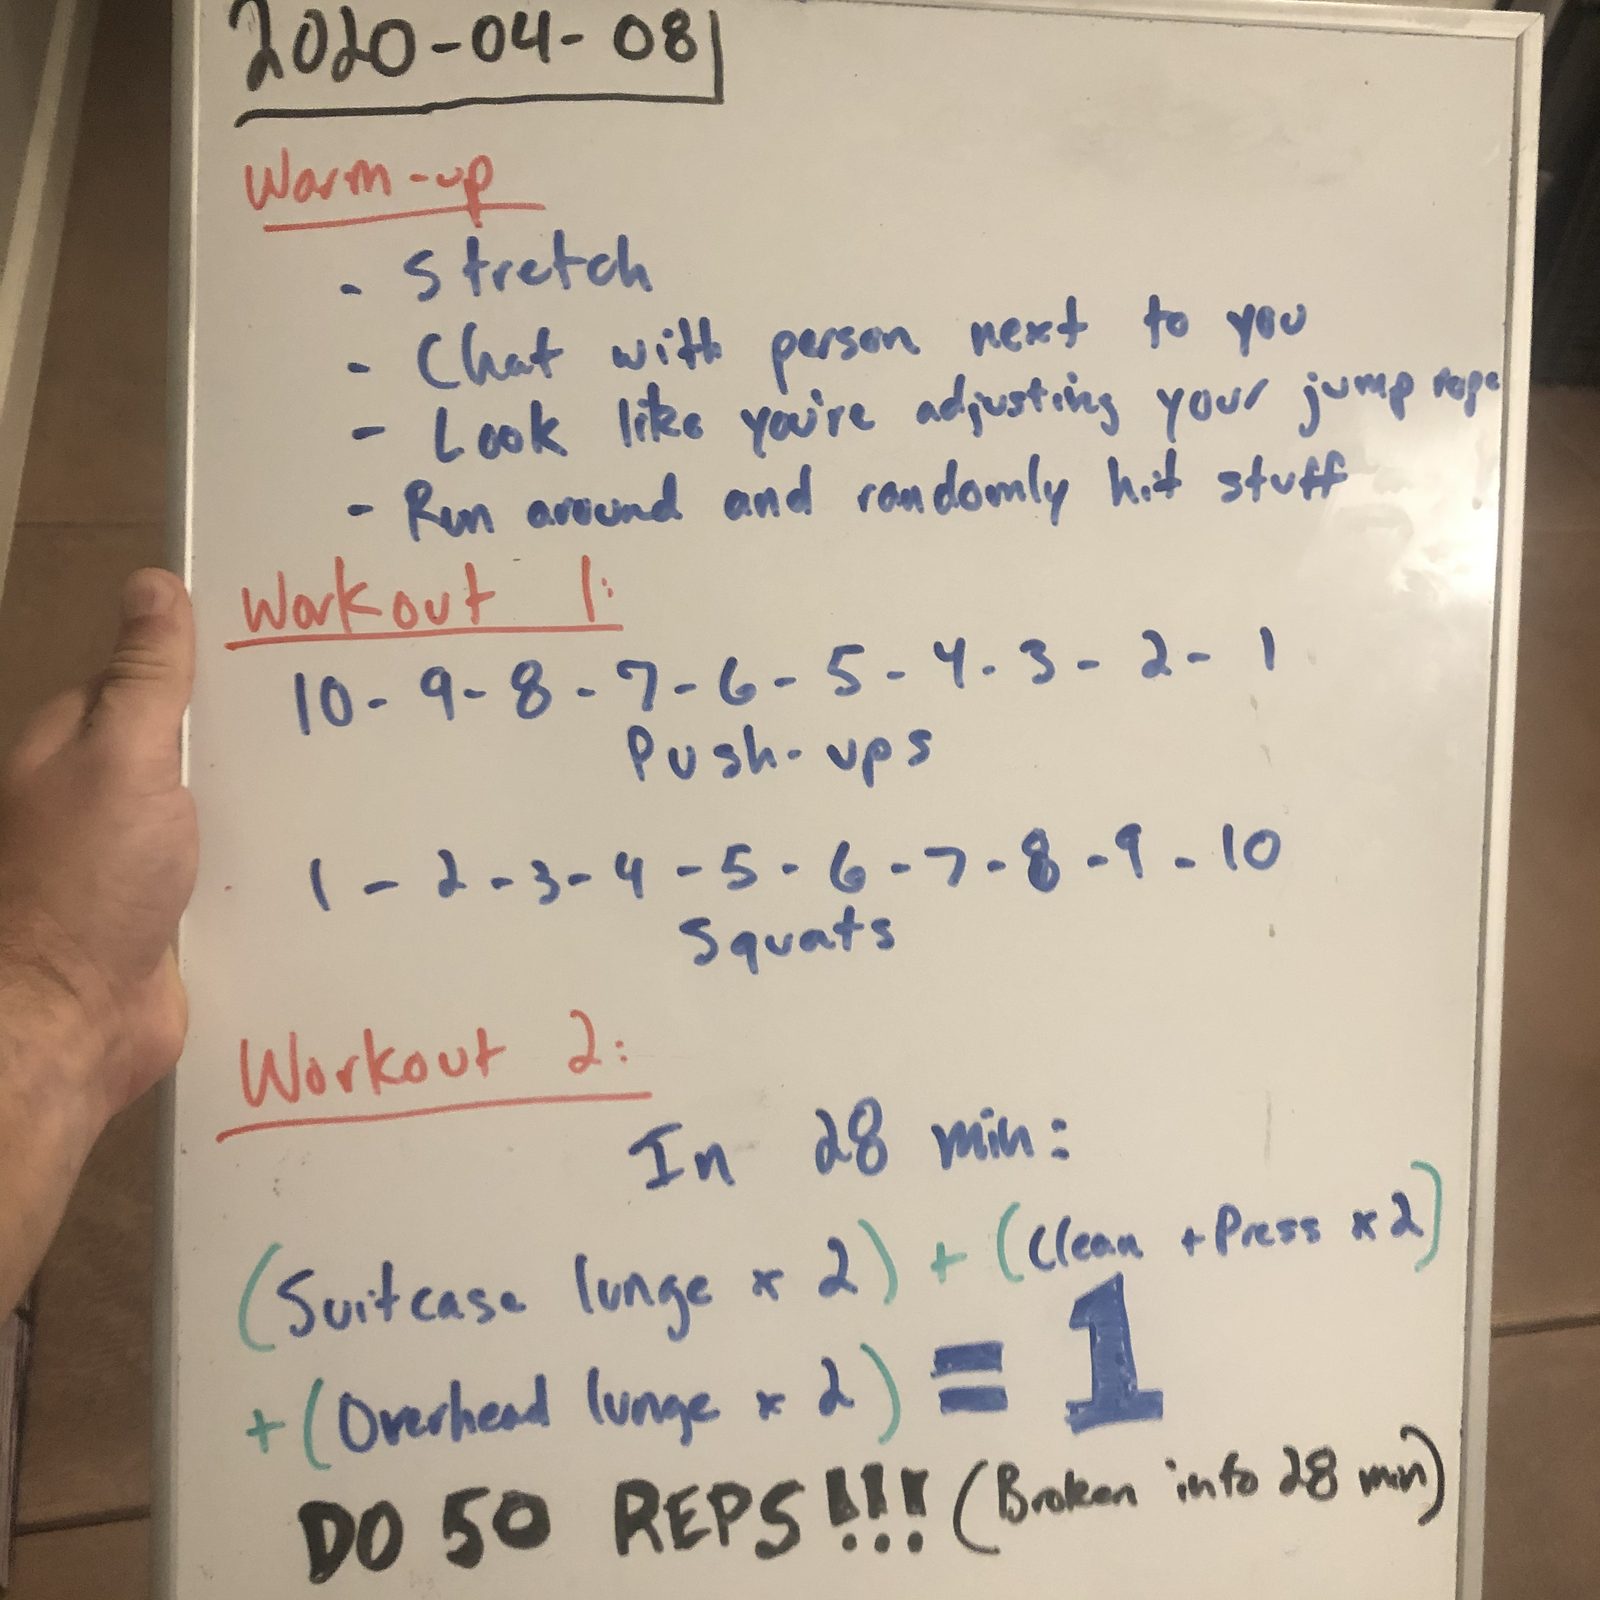 2020-04-08
Warm-up
- Stretch
- Chat with person next to you
- Look like you're adjusting your jump rope
- Run around and randomly hit stuff
Workout 1:
10-9-8-7-6-5-4-3-2-1
Push-ups
1-2-3-4-5-6-7-8-9-10
Squats
Workout 2:
In 28 min:
(Suitcase lunge x 2) + (Clean + Press x 2)
+ (Overhead lunge x 2) = 1
DO 50 REPS!!! (Broken into 28 min)